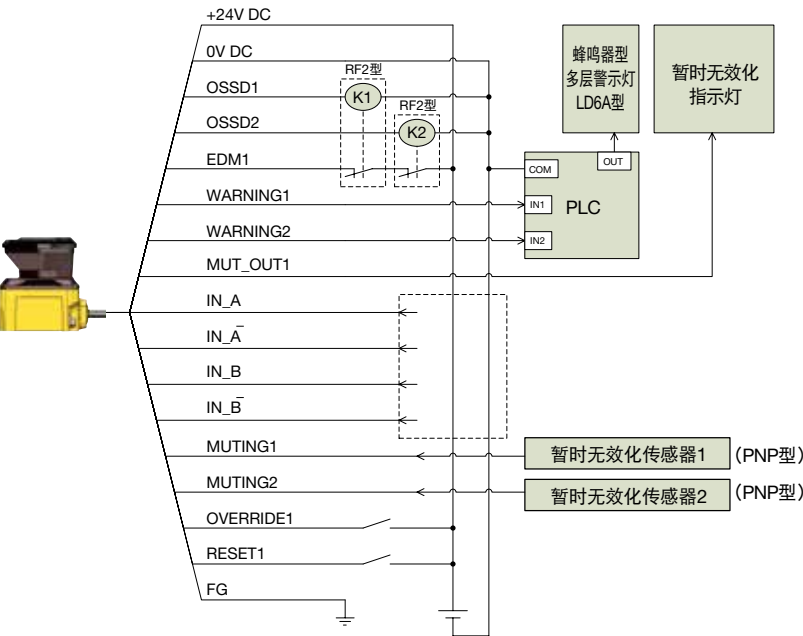 +24V DC
0V DC
OSSD1
RF2型
K1
OSSD2
RF2型
K2
EDM1
WARNING1
WARNING2
MUT_OUT1
IN_A
IN_A̅
IN_B
IN_B̅
MUTING1
MUTING2
OVERRIDE1
RESET1
FG
蜂鸣器型
多层警示灯
LD6A型
暂时无效化
指示灯
OUT
COM
IN1
PLC
IN2
暂时无效化传感器1
(PNP型)
暂时无效化传感器2
(PNP型)